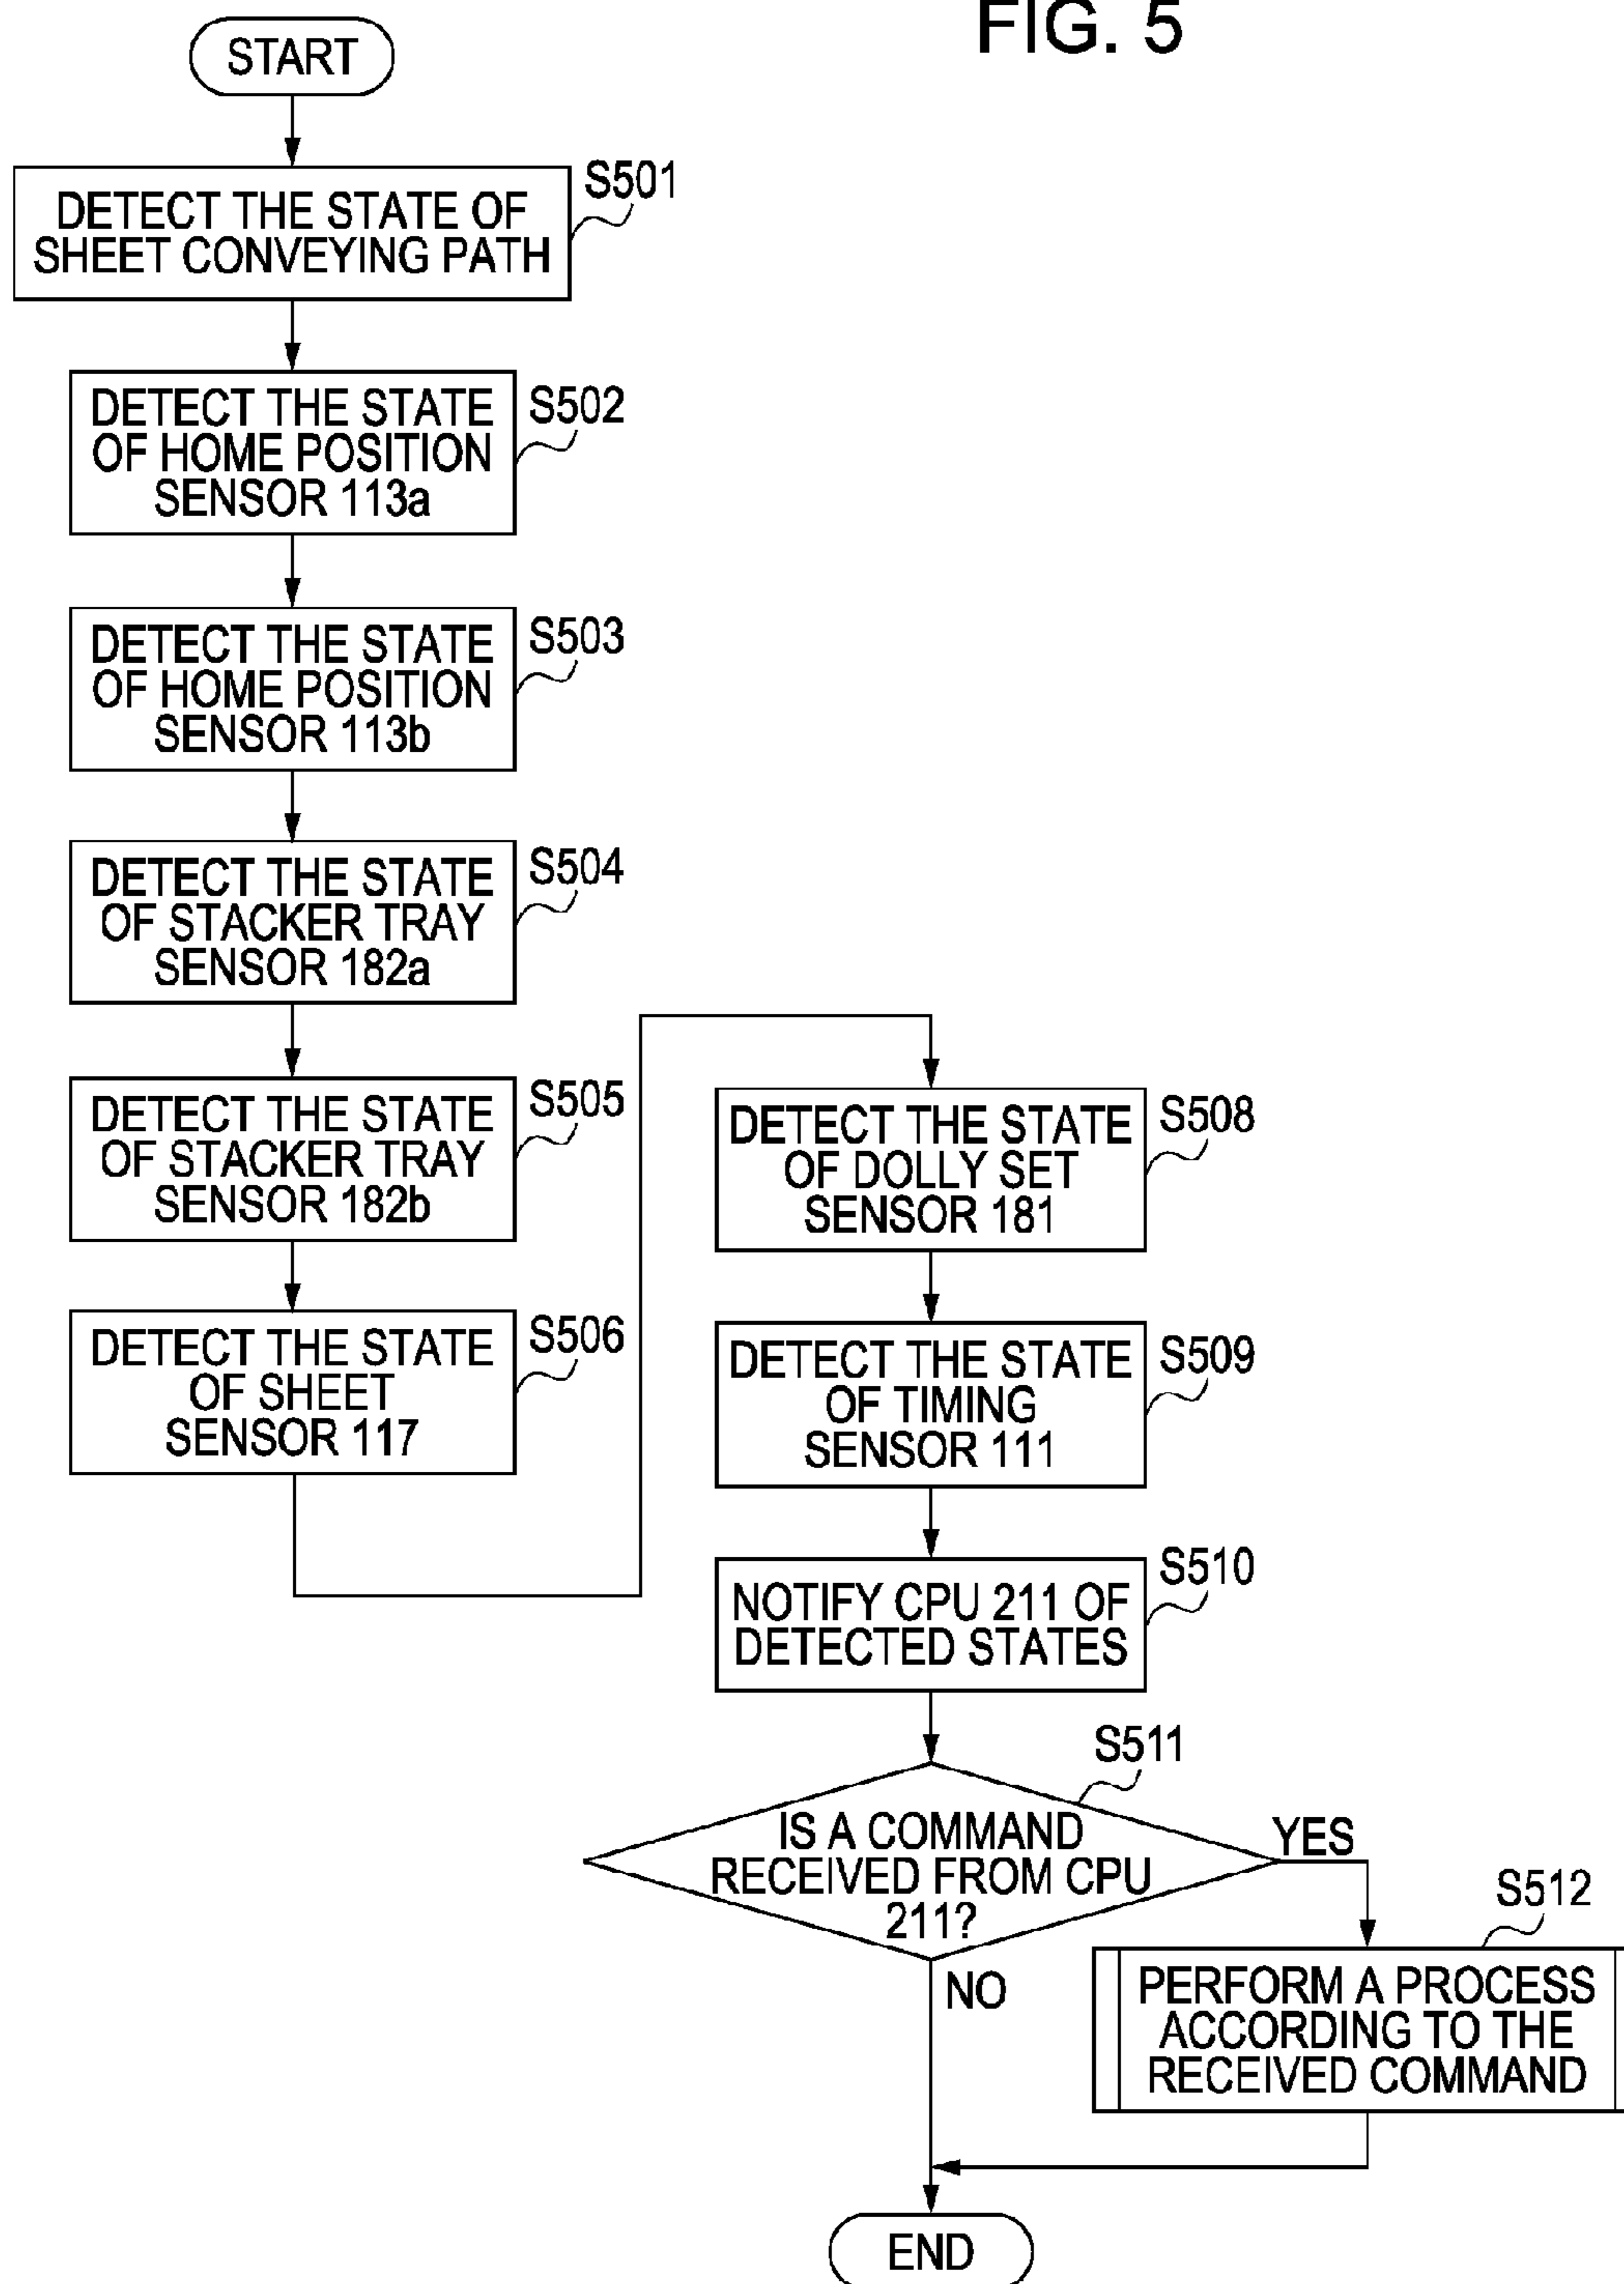 FIG. 5
START
S501
DETECT THE STATE OF
SHEET CONVEYING PATH
S502
DETECT THE STATE
OF HOME POSITION
SENSOR 113a
S503
DETECT THE STATE
OF HOME POSITION
SENSOR 113b
S504
DETECT THE STATE
OF STACKER TRAY
SENSOR 182a
S505
DETECT THE STATE
OF STACKER TRAY
SENSOR 182b
S506
DETECT THE STATE
OF SHEET
SENSOR 117
S508
DETECT THE STATE
OF DOLLY SET
SENSOR 181
S509
DETECT THE STATE
OF TIMING
SENSOR 111
S510
NOTIFY CPU 211 OF
DETECTED STATES
S511
IS A COMMAND
RECEIVED FROM CPU
211?
YES
NO
S512
PERFORM A PROCESS
ACCORDING TO THE
RECEIVED COMMAND
END